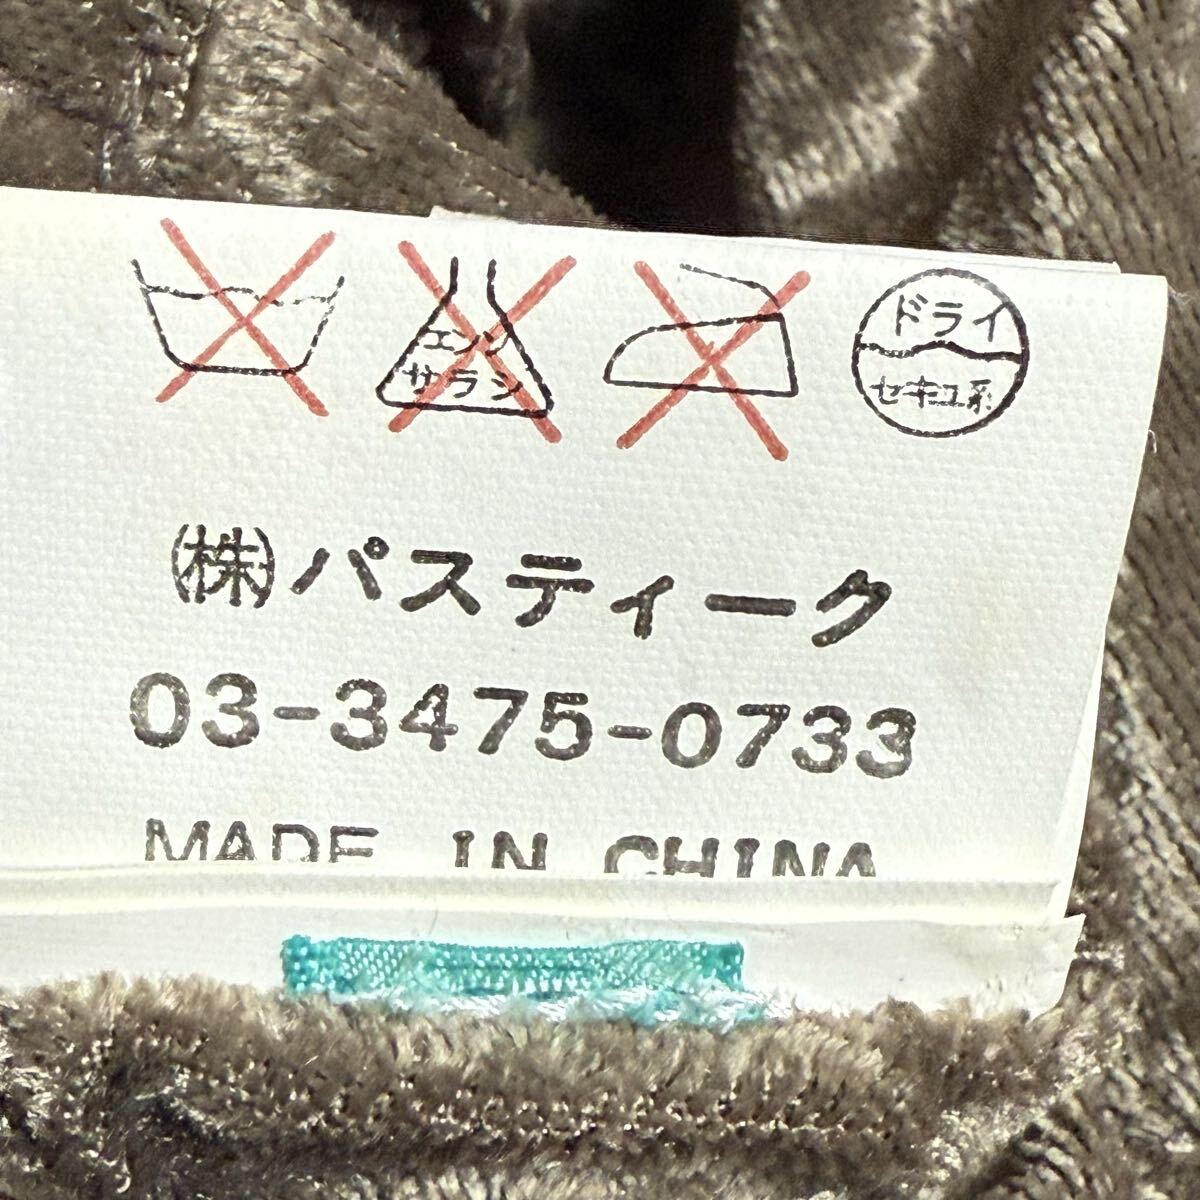 エンソ
サラシ
ドライ
セキユ系
㈱パスティーク
03-3475-0733
MADE IN CHINA